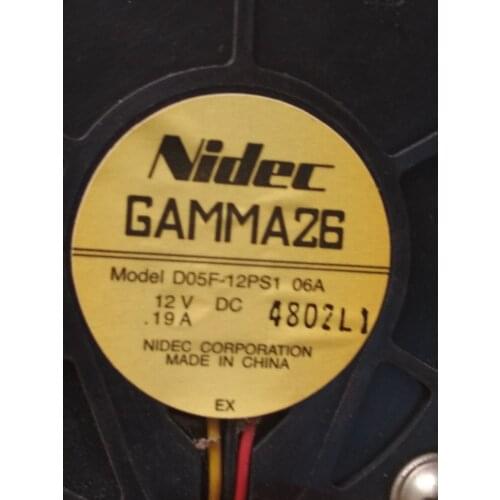 Nidec
GAMMA26
Model D05F-12PS1 06A
12 V DC
.19 A
4802L1
NIDEC CORPORATION
MADE IN CHINA
EX